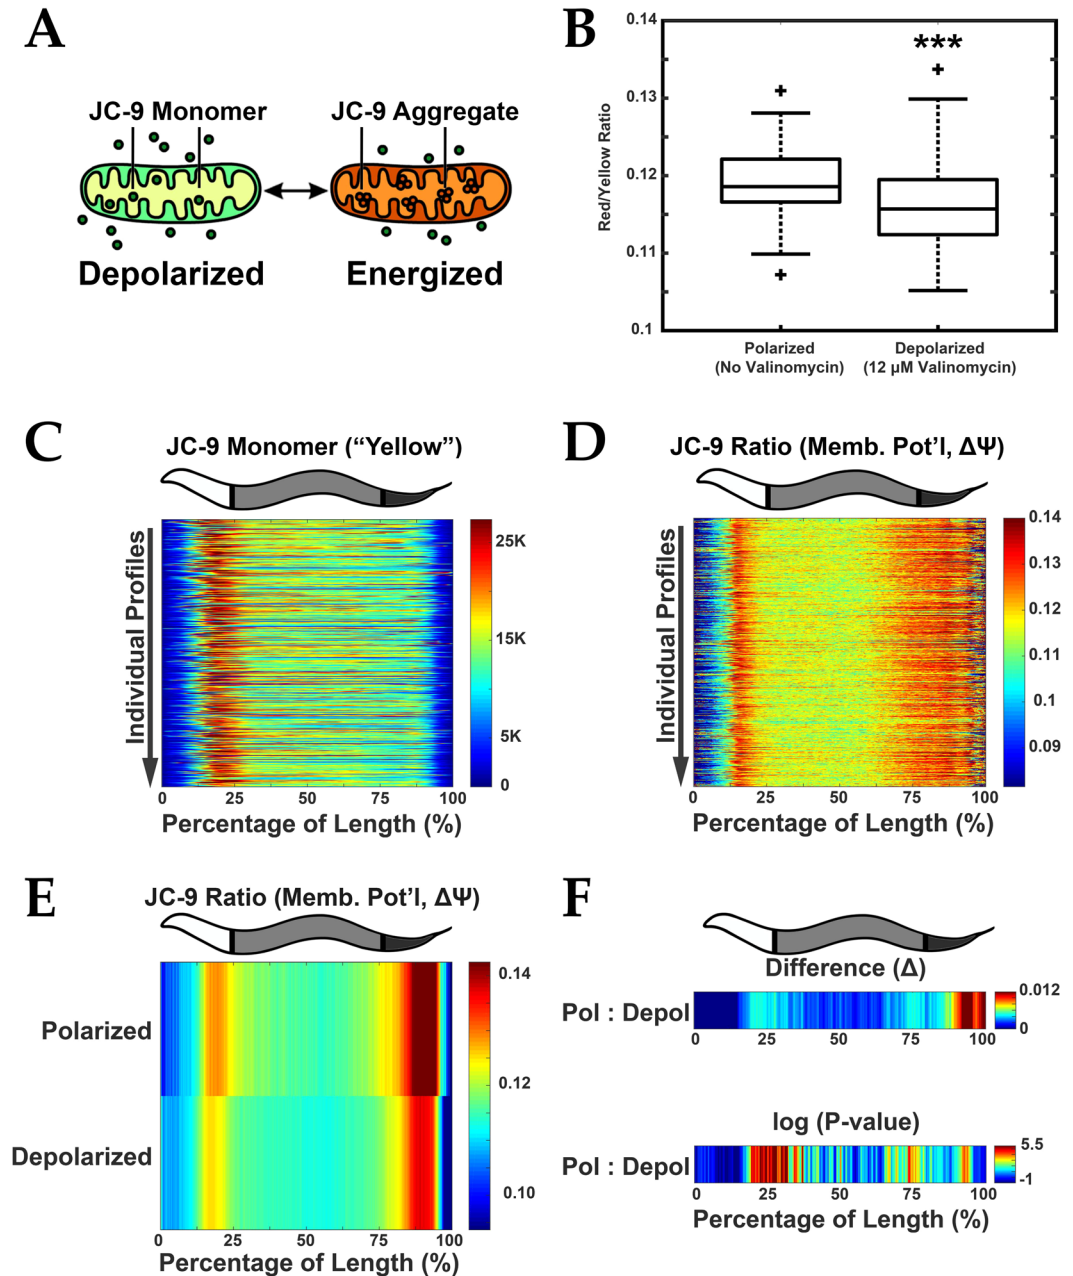 A
JC-9 Monomer
JC-9 Aggregate
Depolarized
Energized
B
0.14
0.13
0.12
0.11
0.1
Red/Yellow Ratio
***
Polarized
(No Valinomycin)
Depolarized
(12 µM Valinomycin)
C
JC-9 Monomer (“Yellow”)
Individual Profiles
25K
15K
5K
0
0 25 50 75 100
Percentage of Length (%)
D
JC-9 Ratio (Memb. Pot’l, ΔΨ)
Individual Profiles
0.14
0.13
0.12
0.11
0.1
0.09
0 25 50 75 100
Percentage of Length (%)
E
JC-9 Ratio (Memb. Pot’l, ΔΨ)
Polarized
Depolarized
0.14
0.12
0.10
0 25 50 75 100
Percentage of Length (%)
F
Difference (Δ)
Pol : Depol
0.012
0
0 25 50 75 100
log (P-value)
Pol : Depol
5.5
-1
0 25 50 75 100
Percentage of Length (%)